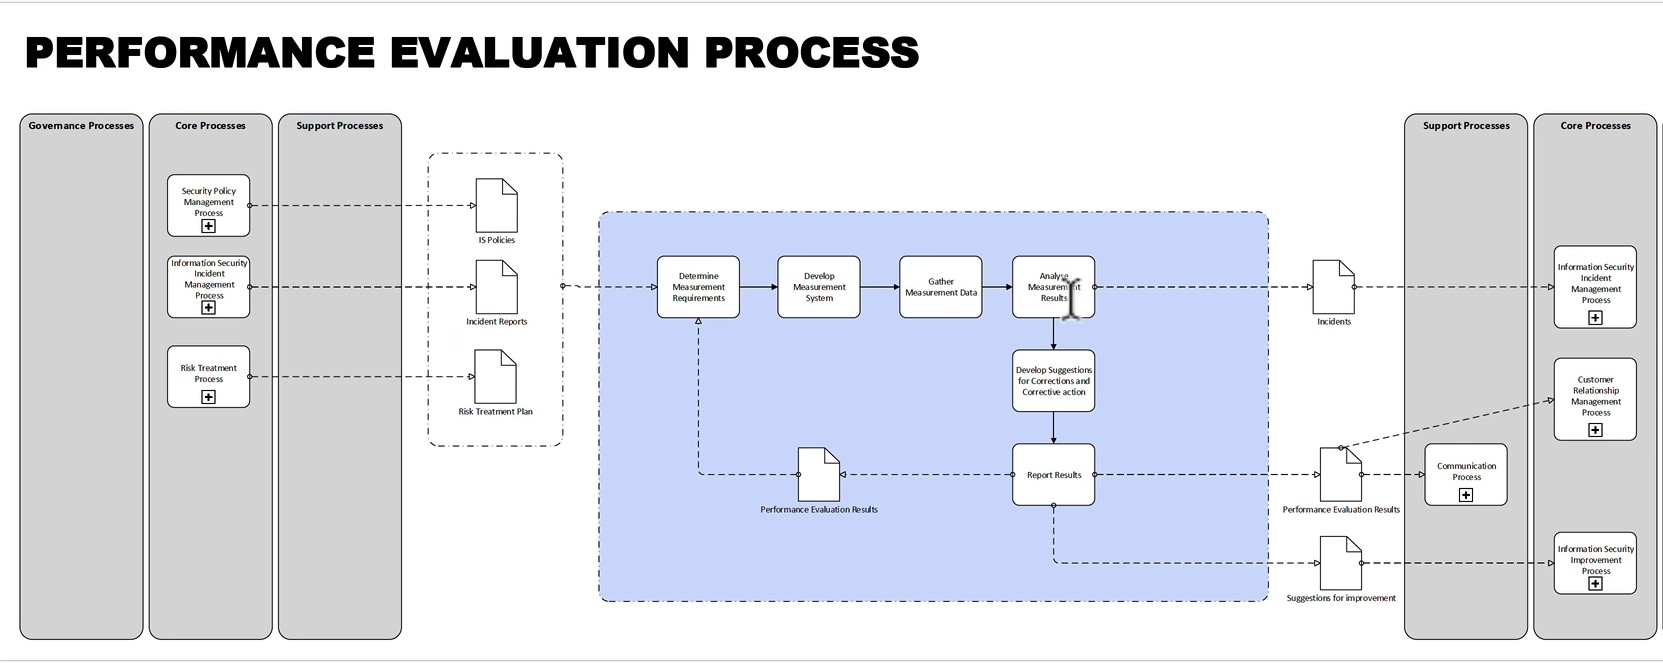 PERFORMANCE EVALUATION PROCESS
Governance Processes
Core Processes
Support Processes
Security Policy
Management
Process
Information Security
Incident
Management
Process
Risk Treatment
Process
IS Policies
Incident Reports
Risk Treatment Plan
Determine
Measurement
Requirements
Develop
Measurement
System
Gather
Measurement Data
Analyse
Measurement
Results
Develop Suggestions
for Corrections and
Corrective action
Report Results
Performance Evaluation Results
Incidents
Performance Evaluation Results
Suggestions for improvement
Support Processes
Communication
Process
Core Processes
Information Security
Incident
Management
Process
Customer
Relationship
Management
Process
Information Security
Improvement
Process